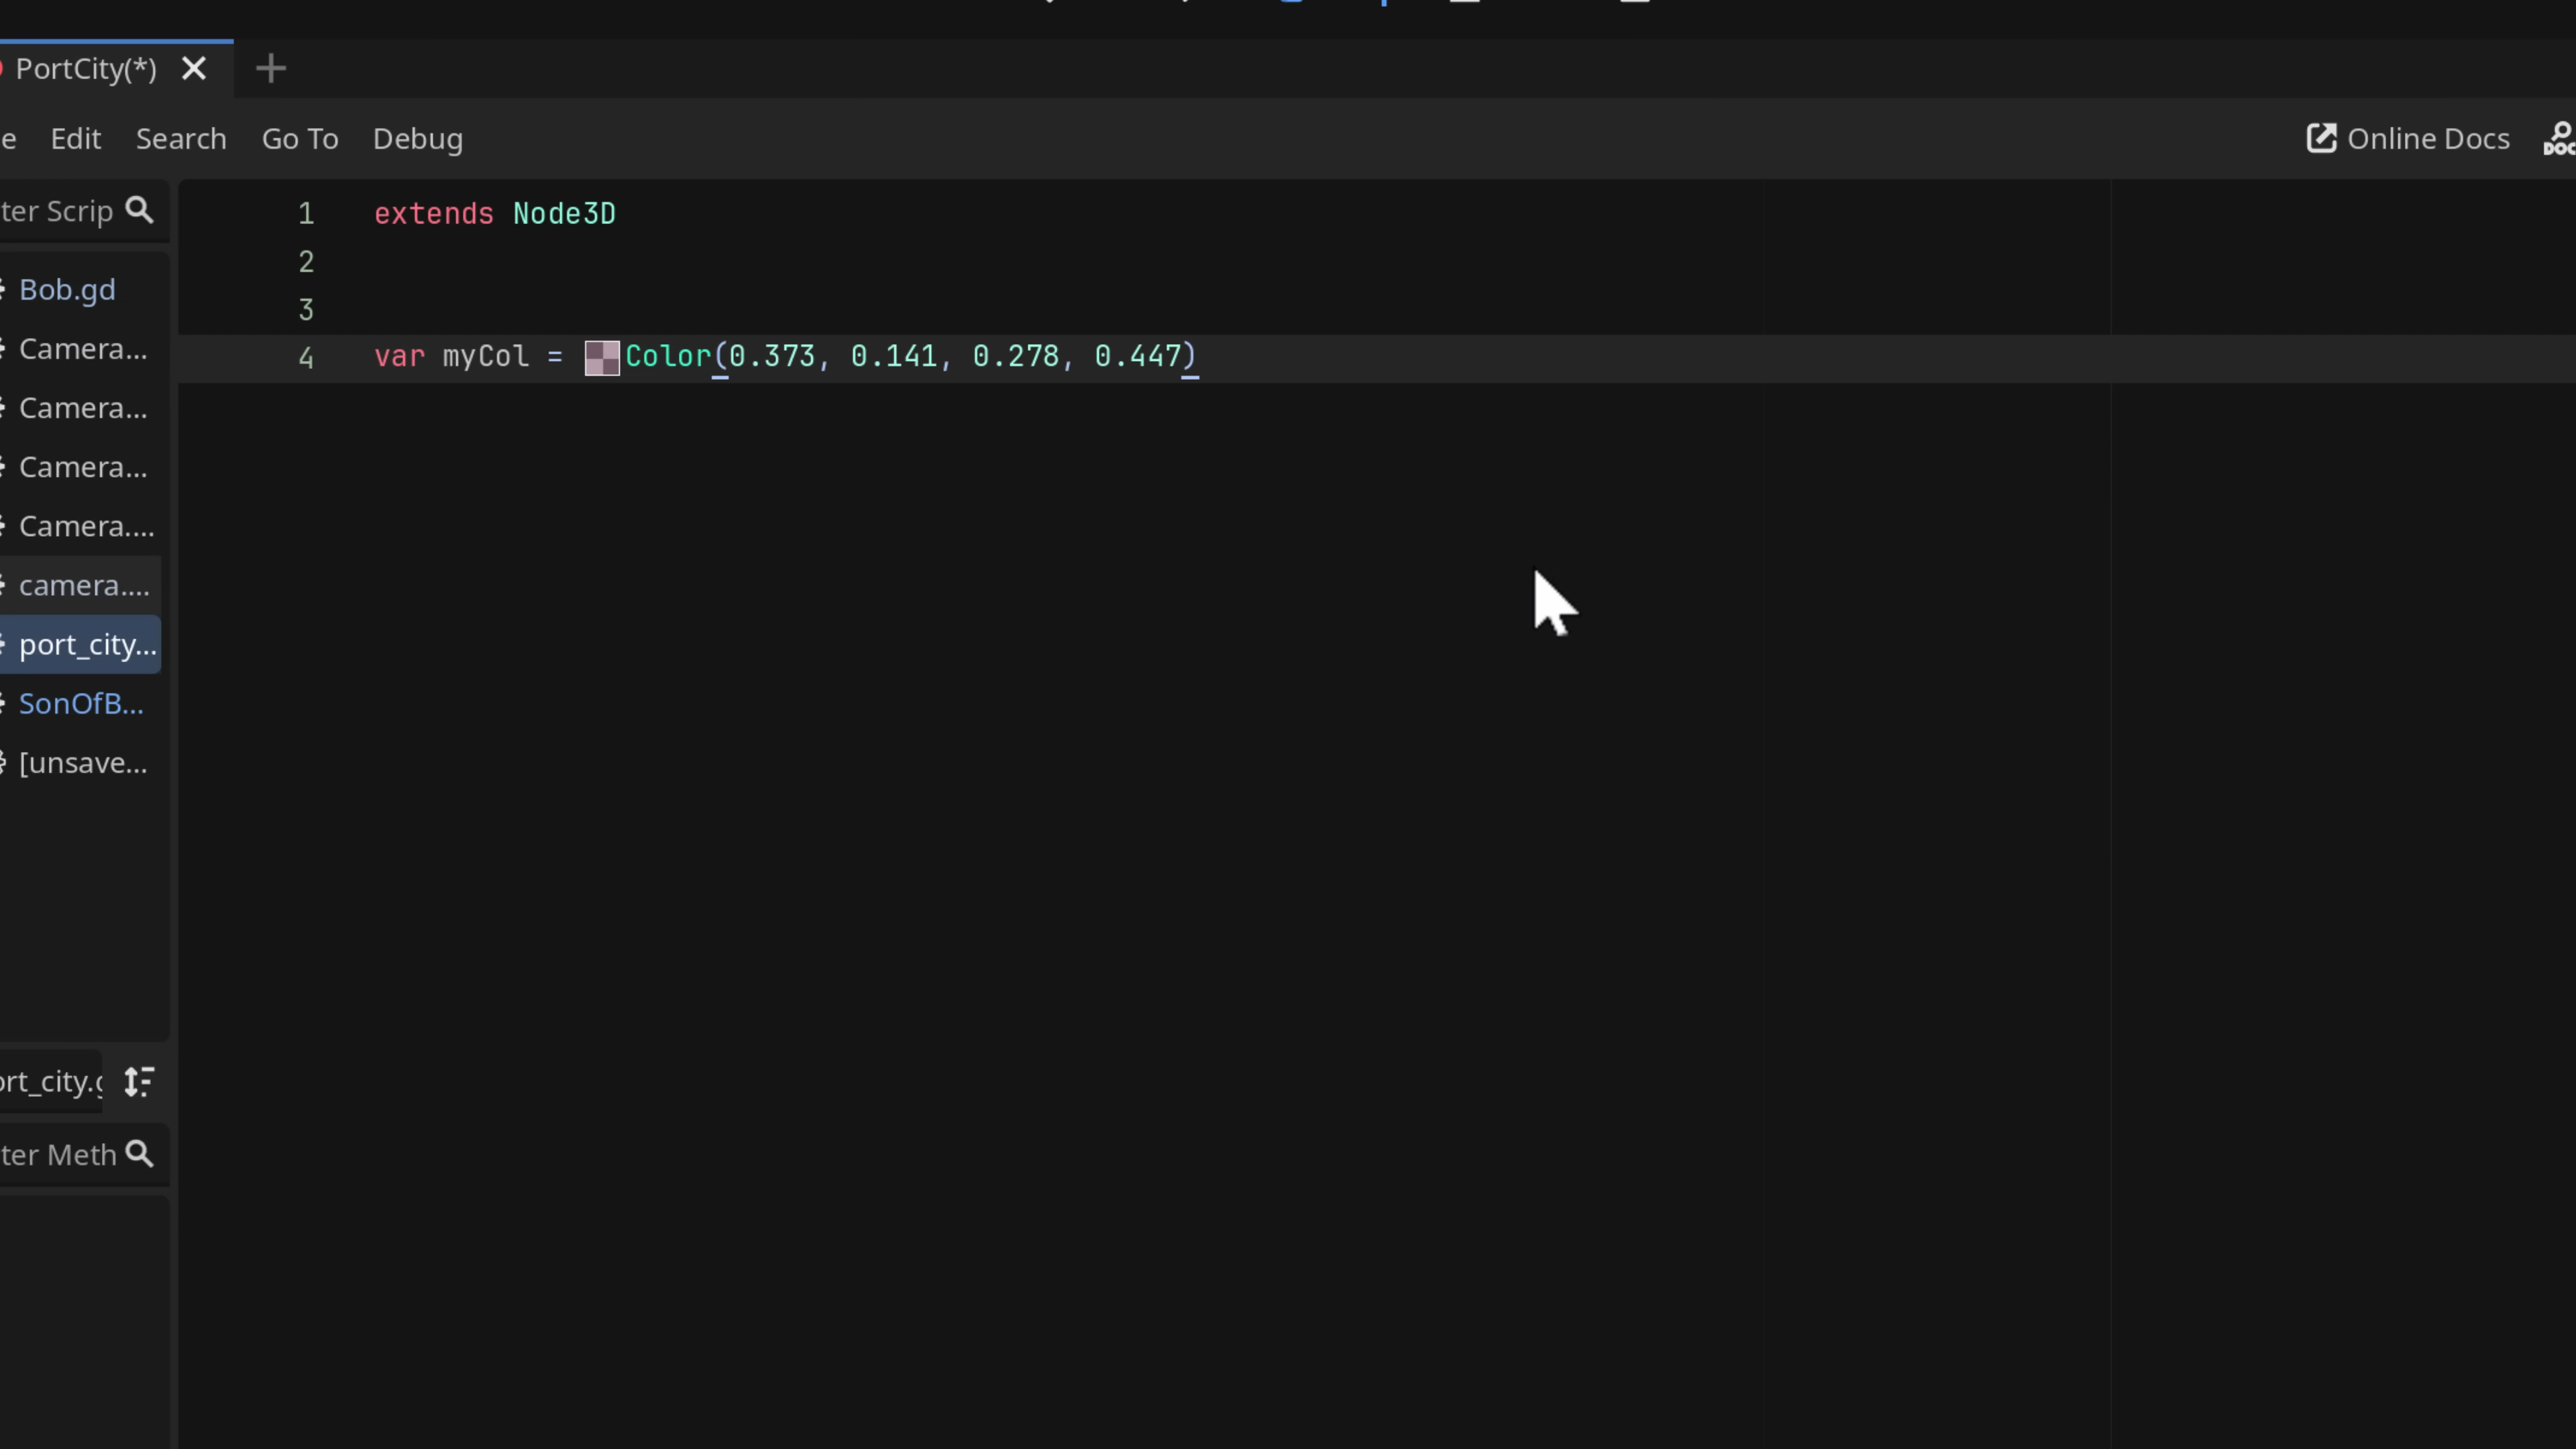 PortCity(*)
e Edit Search Go To Debug
Online Docs
DOC
ter Scrip
Bob.gd
Camera...
Camera...
Camera...
Camera....
camera....
port_city...
SonOfB...
[unsave...
ort_city.g
ter Meth
1 extends Node3D
2
3
4 var myCol = Color(0.373, 0.141, 0.278, 0.447)